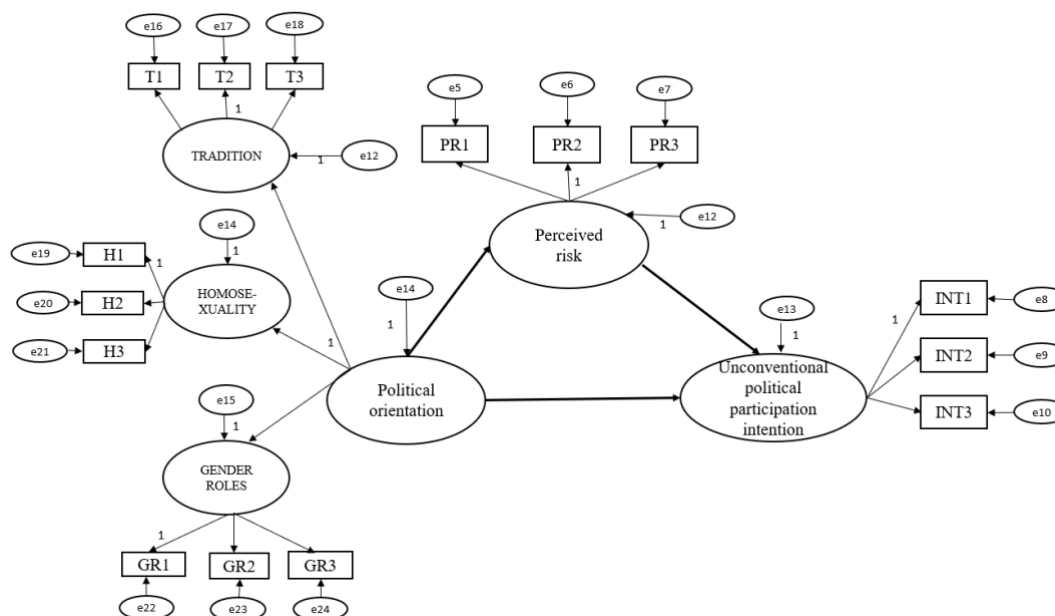 e16
e17
e18
T1
T2
T3
1
TRADITION
1
e12
e5
e6
e7
PR1
PR2
PR3
1
Perceived
risk
1
e12
e14
1
e19
H1
1
e20
H2
HOMOSE-
XUALITY
e21
H3
1
e14
1
Political
orientation
e13
1
Unconventional
political
participation
intention
1
INT1
e8
INT2
e9
INT3
e10
e15
1
GENDER
ROLES
1
GR1
GR2
GR3
e22
e23
e24